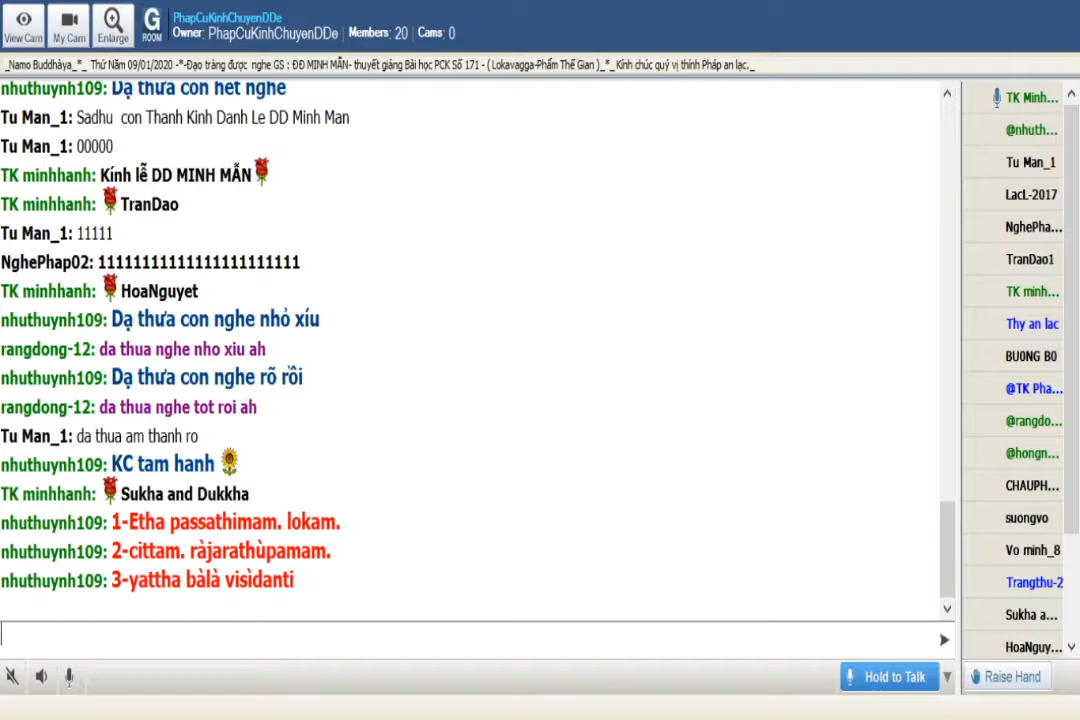 View Cam
My Cam
Enlarge
G ROOM
PhapCuKinhChuyenDDe
Owner: PhapCuKinhChuyenDDe | Members: 20 | Cams: 0
_Namo Buddhàya_*_ Thứ Năm 09/01/2020 -*-Đạo tràng được nghe GS : ĐĐ MINH MẪN- thuyết giảng Bài học PCK Số 171 - ( Lokavagga-Phẩm Thế Gian )_*_Kính chúc quý vị thính Pháp an lạc._
nhuthuynh109: Dạ thưa con hết nghe
Tu Man_1: Sadhu con Thanh Kinh Danh Le DD Minh Man
Tu Man_1: 00000
TK minhhanh: Kính lễ DD MINH MẪN
TK minhhanh: TranDao
Tu Man_1: 11111
NghePhap02: 11111111111111111111111
TK minhhanh: HoaNguyet
nhuthuynh109: Dạ thưa con nghe nhỏ xíu
rangdong-12: da thua nghe nho xiu ah
nhuthuynh109: Dạ thưa con nghe rõ rồi
rangdong-12: da thua nghe tot roi ah
Tu Man_1: da thua am thanh ro
nhuthuynh109: KC tam hanh
TK minhhanh: Sukha and Dukkha
nhuthuynh109: 1-Etha passathimam. lokam.
nhuthuynh109: 2-cittam. ràjarathùpamam.
nhuthuynh109: 3-yattha bàlà visìdanti
TK Minh...
@nhuth...
Tu Man_1
LacL-2017
NghePha...
TranDao1
TK minh...
Thy an lac
BUONG BO
@TK Pha...
@rangdo...
@hongn...
CHAUPH...
suongvo
Vo minh_8
Trangthu-2
Sukha a...
HoaNguy...
Hold to Talk
Raise Hand